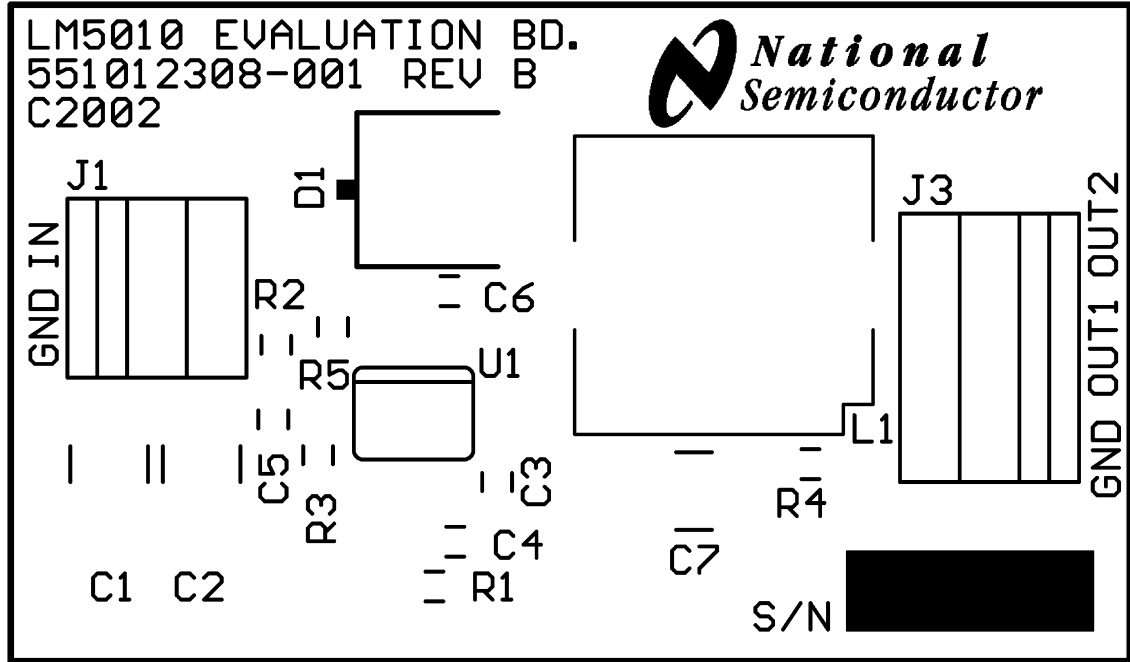 LM5010 EVALUATION BD.
551012308-001 REV B
C2002
National
Semiconductor
J1
D1
J3
GND IN
R2
C6
GND OUT1 OUT2
R5
U1
L1
C5
R3
C3
R4
C4
C7
C1
C2
R1
S/N